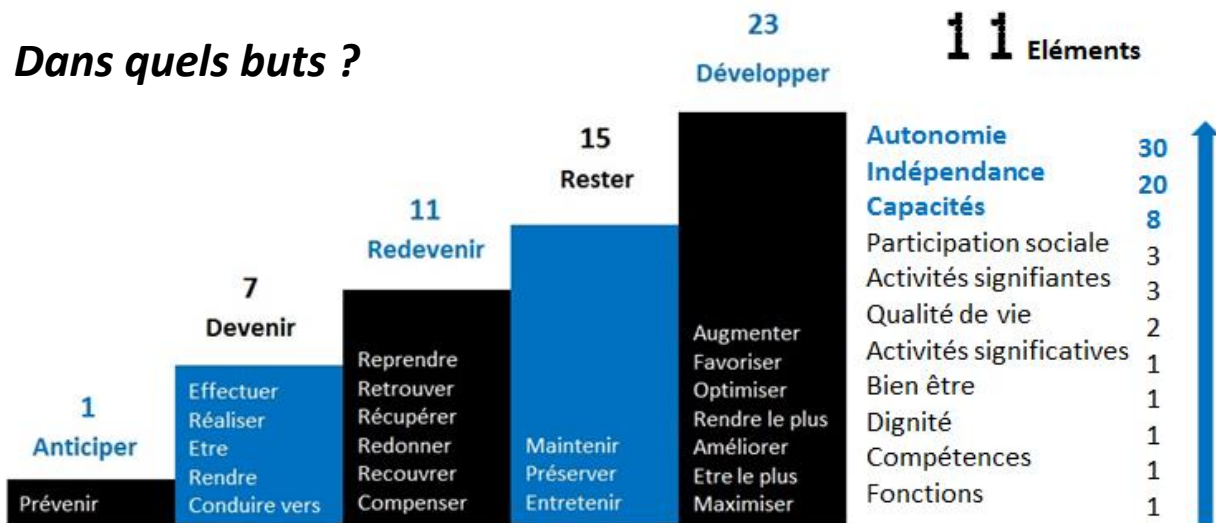 Dans quels buts ?
1
Anticiper
Prévenir
7
Devenir
Effectuer
Réaliser
Etre
Rendre
Conduire vers
11
Redevenir
Reprendre
Retrouver
Récupérer
Redonner
Recouvrer
Compenser
15
Rester
Maintenir
Préserver
Entretenir
23
Développer
Augmenter
Favoriser
Optimiser
Rendre le plus
Améliorer
Etre le plus
Maximiser
11 Eléments
Autonomie 30
Indépendance 20
Capacités 8
Participation sociale 3
Activités signifiantes 3
Qualité de vie 2
Activités significatives 1
Bien être 1
Dignité 1
Compétences 1
Fonctions 1